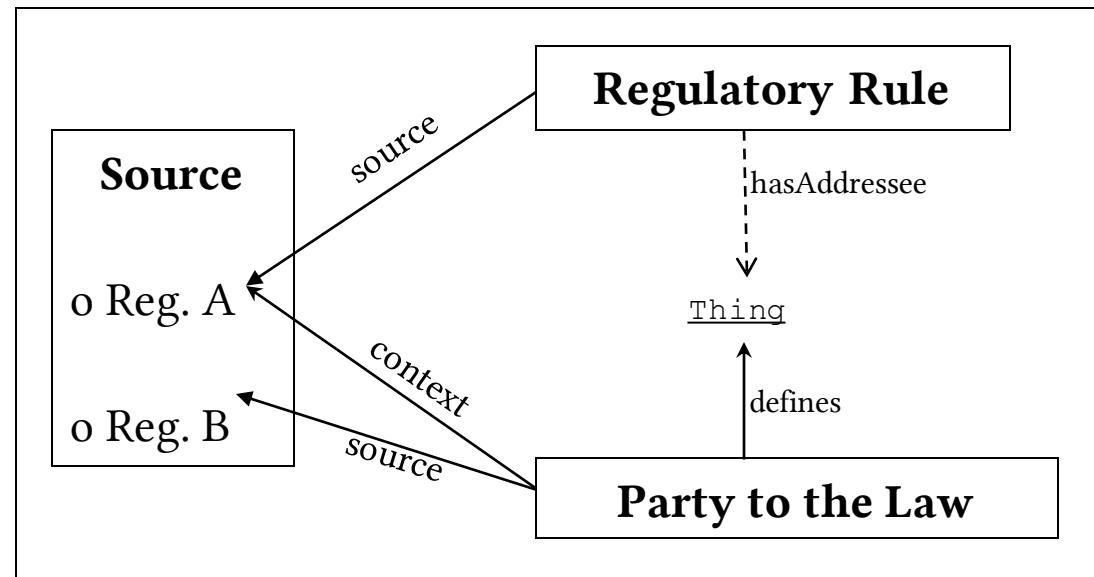 Regulatory Rule
source
Source
hasAddressee
o Reg. A
Thing
context
defines
o Reg. B
source
Party to the Law